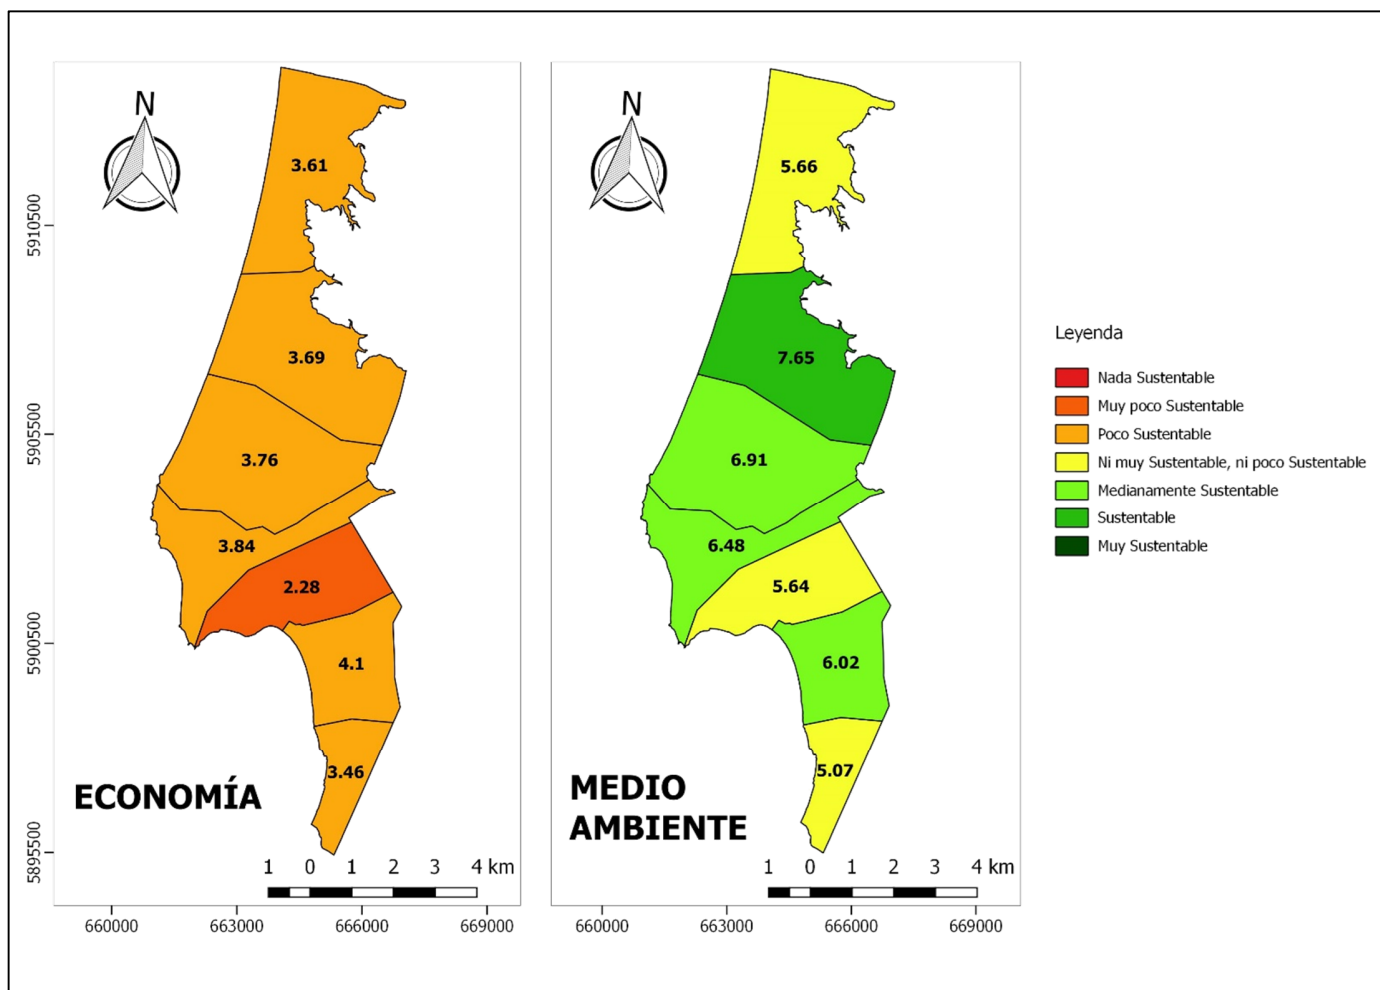 N
3.61
3.69
3.76
3.84
2.28
4.1
3.46
ECONOMÍA
1 0 1 2 3 4 km
5910500
5905500
5900500
5895500
660000 663000 666000 669000
N
5.66
7.65
6.91
6.48
5.64
6.02
5.07
MEDIO
AMBIENTE
1 0 1 2 3 4 km
660000 663000 666000 669000
Leyenda
Nada Sustentable
Muy poco Sustentable
Poco Sustentable
Ni muy Sustentable, ni poco Sustentable
Medianamente Sustentable
Sustentable
Muy Sustentable